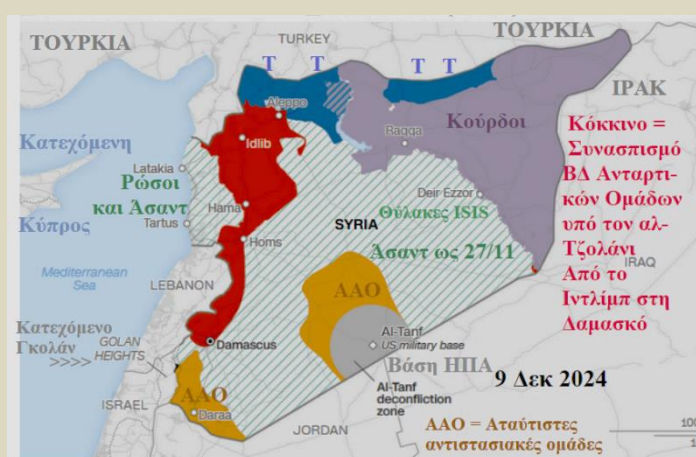 ΤΟΥΡΚΙΑ
TURKEY
ΤΟΥΡΚΙΑ
Τ Τ
Τ Τ
ΙΡΑΚ
Aleppo
Κατεχόμενη
Κύπρος
Idlib
Raqqa
Κούρδοι
Latakia
Ρώσοι
και Άσαντ
Tartus
Hama
Deir Ezzor
Θύλακες ISIS
SYRIA
Homs
Άσαντ ως 27/11
Κόκκινο =
Συνασπισμό
ΒΔ Ανταρτι-
κών Ομάδων
υπό τον αλ-
Τζολάνι
Από το
Ιντλίμπ στη
Δαμασκό
IRAQ
Mediterranean
Sea
LEBANON
ΑΑΟ
Κατεχόμενο
Γκολάν
>>>>
GOLAN
HEIGHTS
Damascus
Al-Tanf
US military base
Βάση ΗΠΑ
Al-Tanf
deconfliction
zone
9 Δεκ 2024
ISRAEL
ΑΑΟ
Daraa
JORDAN
ΑΑΟ = Αταύτιστες
αντιστασιακές ομάδες
100